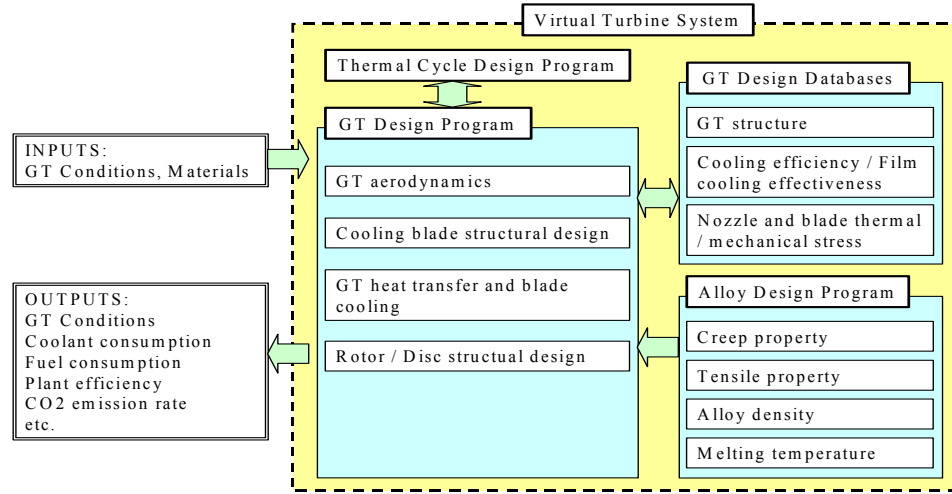 Virtual Turbine System
Thermal Cycle Design Program
GT Design Program
GT aerodynamics
Cooling blade structural design
GT heat transfer and blade
cooling
Rotor / Disc structual design
INPUTS:
GT Conditions, Materials
OUTPUTS:
GT Conditions
Coolant consumption
Fuel consumption
Plant efficiency
CO2 emission rate
etc.
GT Design Databases
GT structure
Cooling efficiency / Film
cooling effectiveness
Nozzle and blade thermal
/ mechanical stress
Alloy Design Program
Creep property
Tensile property
Alloy density
Melting temperature